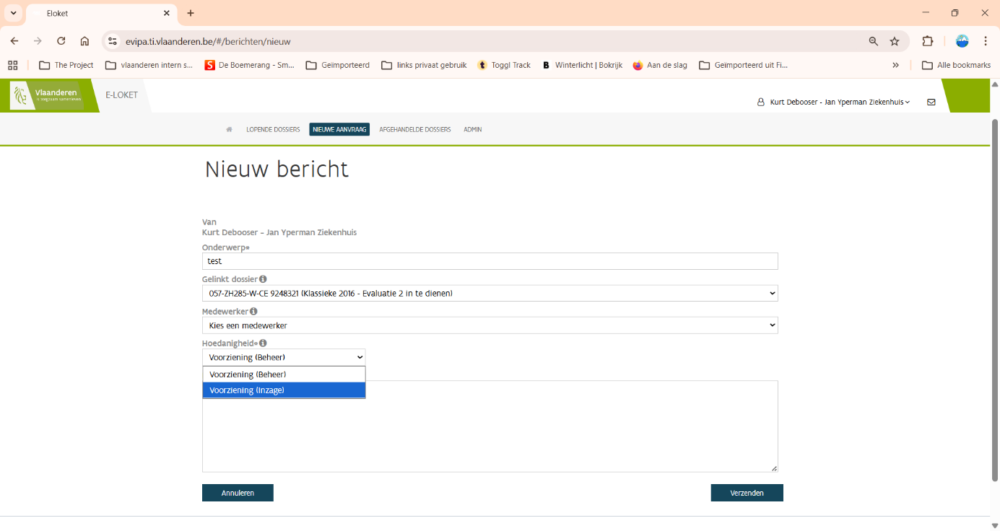 Eloket
evipa.ti.vlaanderen.be/#/berichten/nieuw
The Project
vlaanderen intern s...
De Boemerang - Sm...
Geïmporteerd
links privaat gebruik
Toggl Track
Winterlicht | Bokrijk
Aan de slag
Geïmporteerd uit Fi...
All bookmarks
Vlaanderen
is zorgzaam samenleven
E-LOKET
Kurt Debooser - Jan Yperman Ziekenhuis
LOPENDE DOSSIERS
NIEUWE AANVRAAG
AFGEHANDELDE DOSSIERS
ADMIN
Nieuw bericht
Van
Kurt Debooser - Jan Yperman Ziekenhuis
Onderwerp*
test
Gelinkt dossier
057-ZH285-W-CE 9248321 (Klassieke 2016 - Evaluatie 2 in te dienen)
Medewerker
Kies een medewerker
Hoedanigheid*
Voorziening (Beheer)
Voorziening (Beheer)
Voorziening (Inzage)
Annuleren
Verzenden